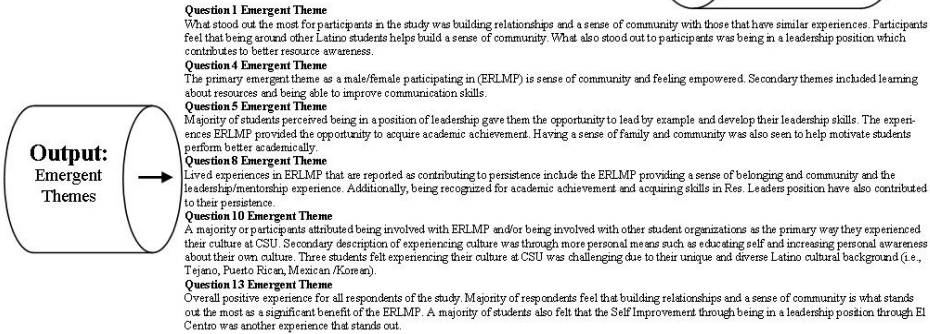 Question 1 Emergent Theme
What stood out the most for participants in the study was building relationships and a sense of community with those that have similar experiences. Participants
feel that being around other Latino students helps build a sense of community. What also stood out to participants was being in a leadership position which
contributes to better resource awareness.
Question 4 Emergent Theme
The primary emergent theme as a male/female participating in (ERLMP) is sense of community and feeling empowered. Secondary themes included learning
about resources and being able to improve communication skills.
Question 5 Emergent Theme
Majority of students perceived being in a position of leadership gave them the opportunity to lead by example and develop their leadership skills. The experi-
ences ERLMP provided the opportunity to acquire academic achievement. Having a sense of family and community was also seen to help motivate students
perform better academically.
Question 8 Emergent Theme
Lived experiences in ERLMP that are reported as contributing to persistence include the ERLMP providing a sense of belonging and community and the
leadership/mentorship experience. Additionally, being recognized for academic achievement and acquiring skills in Res. Leaders position have also contributed
to their persistence.
Question 10 Emergent Theme
A majority or participants attributed being involved with ERLMP and/or being involved with other student organizations as the primary way they experienced
their culture at CSU. Secondary description of experiencing culture was through more personal means such as educating self and increasing personal awareness
about their own culture. Three students felt experiencing their culture at CSU was challenging due to their unique and diverse Latino cultural background (i.e.,
Tejano, Puerto Rican, Mexican /Korean).
Question 13 Emergent Theme
Overall positive experience for all respondents of the study. Majority of respondents feel that building relationships and a sense of community is what stands
out the most as a significant benefit of the ERLMP. A majority of students also felt that the Self Improvement through being in a leadership position through El
Centro was another experience that stands out.
Output:
Emergent
Themes